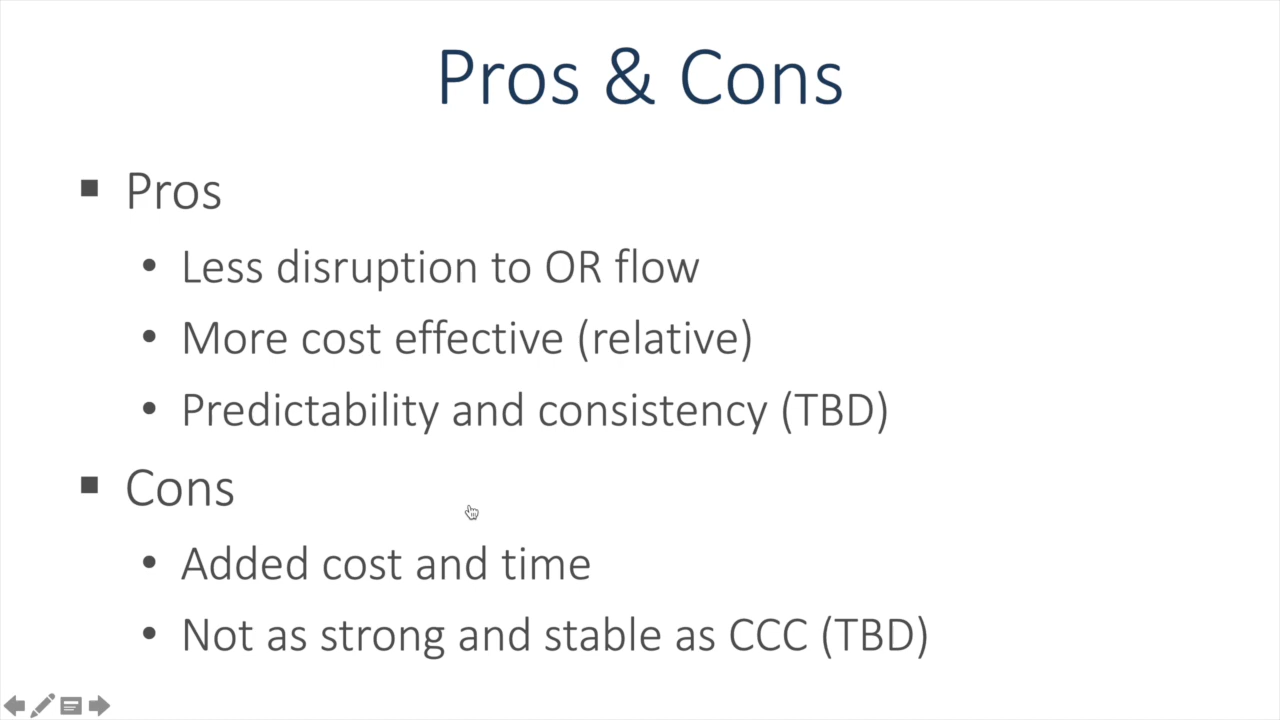 Pros & Cons
Pros
Less disruption to OR flow
More cost effective (relative)
Predictability and consistency (TBD)
Cons
Added cost and time
Not as strong and stable as CCC (TBD)